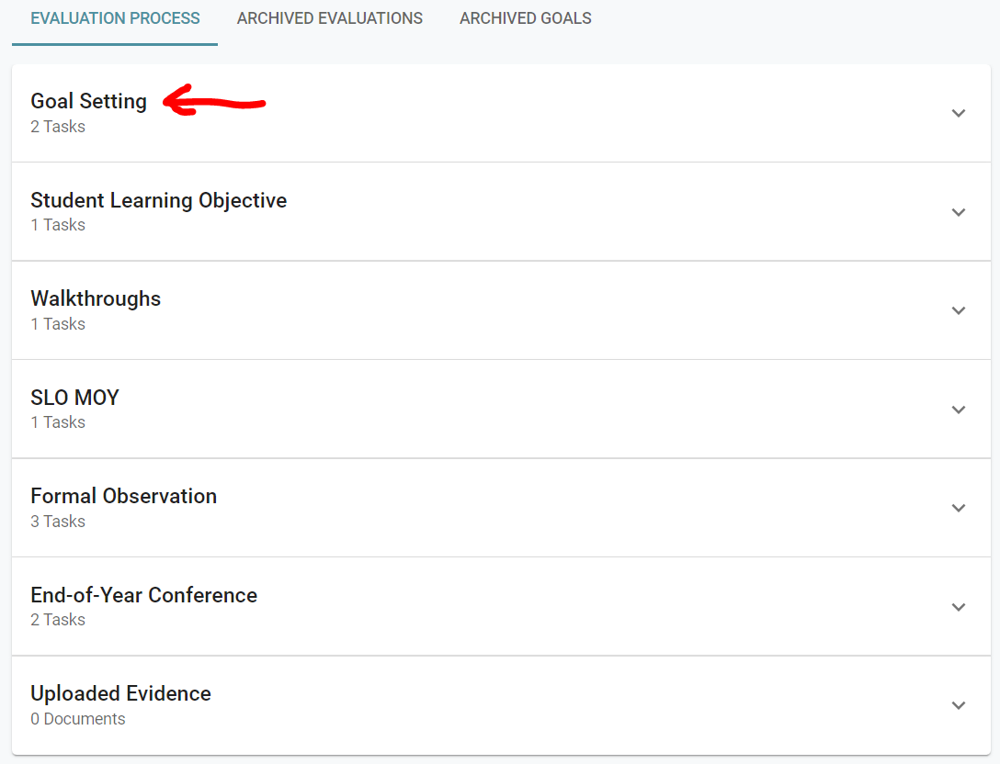 EVALUATION PROCESS ARCHIVED EVALUATIONS ARCHIVED GOALS
Goal Setting
2 Tasks
Student Learning Objective
1 Tasks
Walkthroughs
1 Tasks
SLO MOY
1 Tasks
Formal Observation
3 Tasks
End-of-Year Conference
2 Tasks
Uploaded Evidence
0 Documents